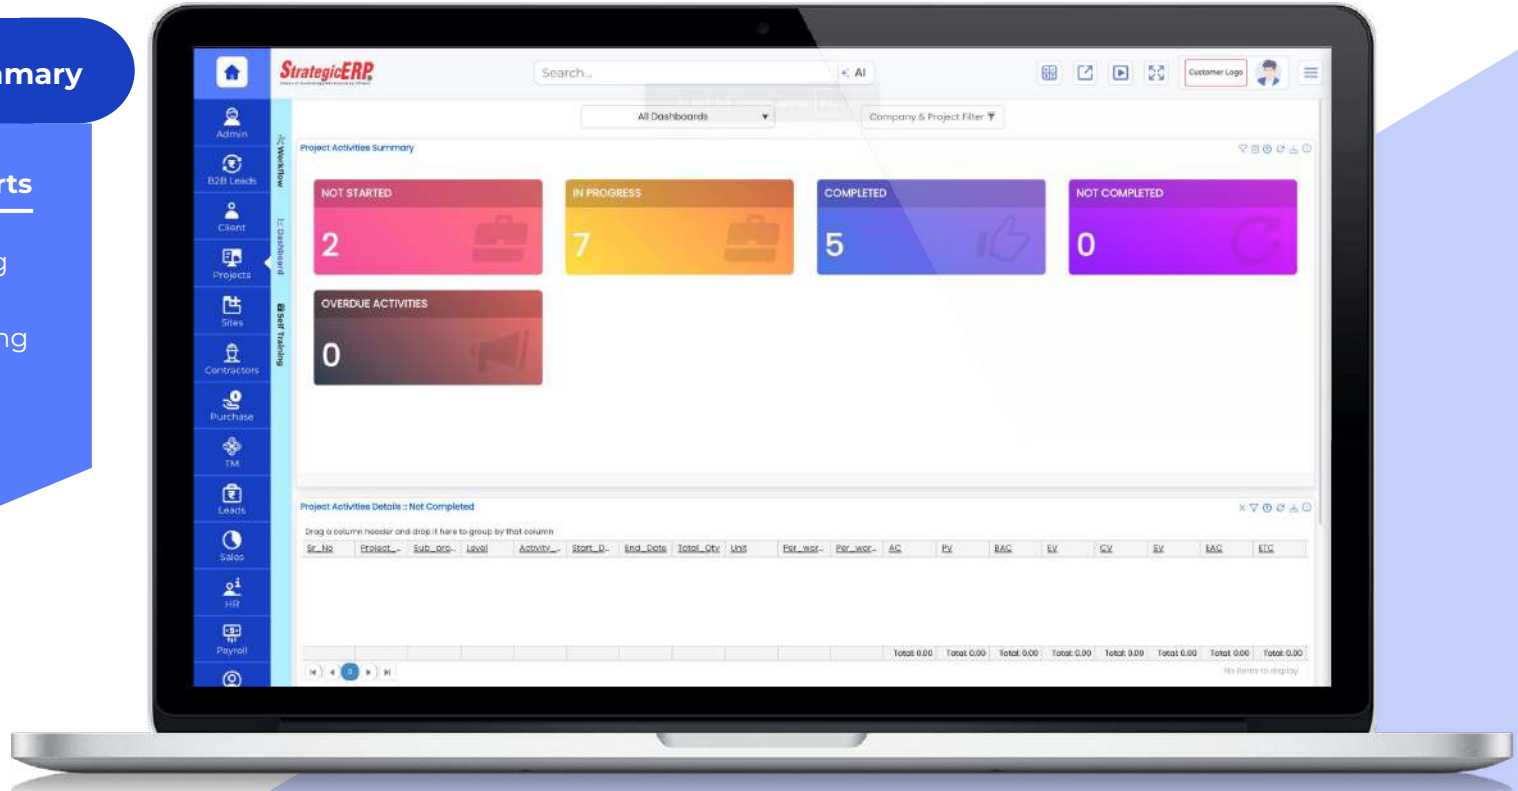 mmary
rts
g
ng
StrategicERP
Search...
AI
Customer Logo
All Dashboards
Company & Project Filter
Admin
B2B Leads
Client
Projects
Sites
Contractors
Purchase
TM
Leads
Sales
HR
Payroll
Workflow
Dashboard
Self Training
Project Activities Summary
NOT STARTED
2
IN PROGRESS
7
COMPLETED
5
NOT COMPLETED
0
OVERDUE ACTIVITIES
0
Project Activities Details :: Not Completed
Drag a column header and drop it here to group by that column
Sr_No Project_.. Sub_pro.. Level Activity_.. Start_D.. End_Date Total_Qty Unit Per_wor.. Per_wor.. AC PV BAC EV CV SV EAC ETC
Total: 0.00 Total: 0.00 Total: 0.00 Total: 0.00 Total: 0.00 Total: 0.00 Total: 0.00 Total: 0.00
0
No items to display